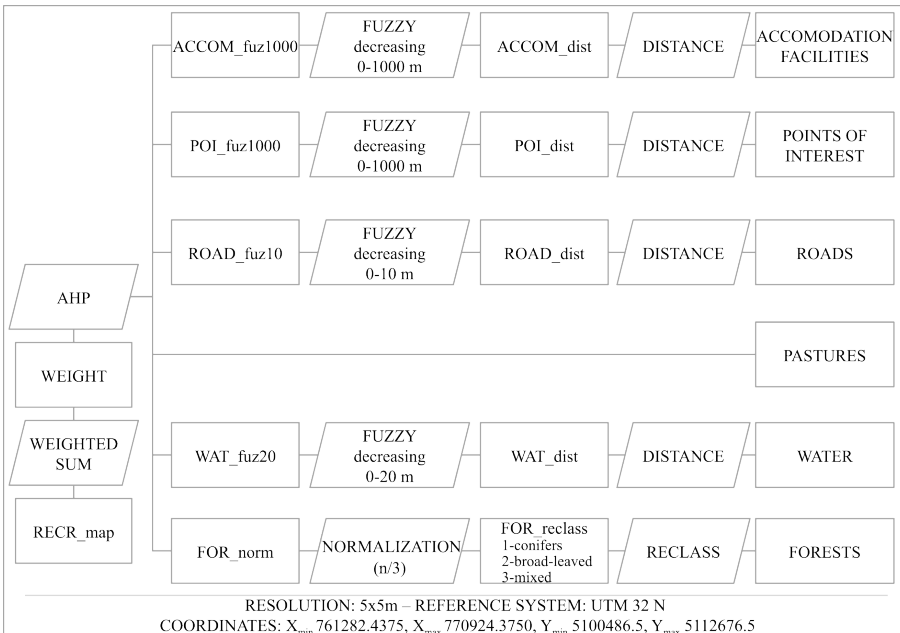 ACCOM_fuz1000
FUZZY
decreasing
0-1000 m
ACCOM_dist
DISTANCE
ACCOMODATION
FACILITIES
POI_fuz1000
FUZZY
decreasing
0-1000 m
POI_dist
DISTANCE
POINTS OF
INTEREST
ROAD_fuz10
FUZZY
decreasing
0-10 m
ROAD_dist
DISTANCE
ROADS
AHP
PASTURES
WEIGHT
WEIGHTED
SUM
WAT_fuz20
FUZZY
decreasing
0-20 m
WAT_dist
DISTANCE
WATER
RECR_map
FOR_norm
NORMALIZATION
(n/3)
FOR_reclass
1-conifers
2-broad-leaved
3-mixed
RECLASS
FORESTS
RESOLUTION: 5x5m – REFERENCE SYSTEM: UTM 32 N
COORDINATES: Xmin 761282.4375, Xmax 770924.3750, Ymin 5100486.5, Ymax 5112676.5